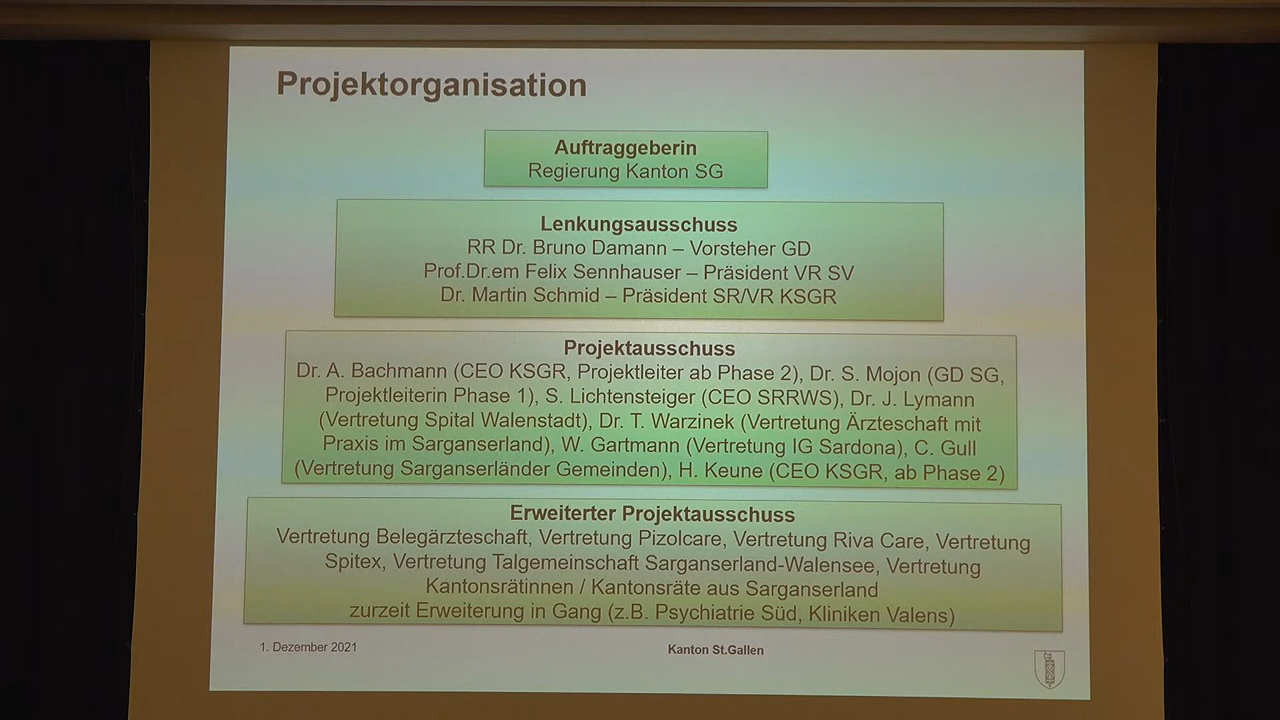 Projektorganisation
Auftraggeberin
Regierung Kanton SG
Lenkungsausschuss
RR Dr. Bruno Damann – Vorsteher GD
Prof.Dr.em Felix Sennhauser – Präsident VR SV
Dr. Martin Schmid – Präsident SR/VR KSGR
Projektausschuss
Dr. A. Bachmann (CEO KSGR, Projektleiter ab Phase 2), Dr. S. Mojon (GD SG,
Projektleiterin Phase 1), S. Lichtensteiger (CEO SRRWS), Dr. J. Lymann
(Vertretung Spital Walenstadt), Dr. T. Warzinek (Vertretung Ärzteschaft mit
Praxis im Sarganserland), W. Gartmann (Vertretung IG Sardona), C. Gull
(Vertretung Sarganserländer Gemeinden), H. Keune (CEO KSGR, ab Phase 2)
Erweiterter Projektausschuss
Vertretung Belegärzteschaft, Vertretung Pizolcare, Vertretung Riva Care, Vertretung
Spitex, Vertretung Talgemeinschaft Sarganserland-Walensee, Vertretung
Kantonsrätinnen / Kantonsräte aus Sarganserland
zurzeit Erweiterung in Gang (z.B. Psychiatrie Süd, Kliniken Valens)
1. Dezember 2021
Kanton St.Gallen